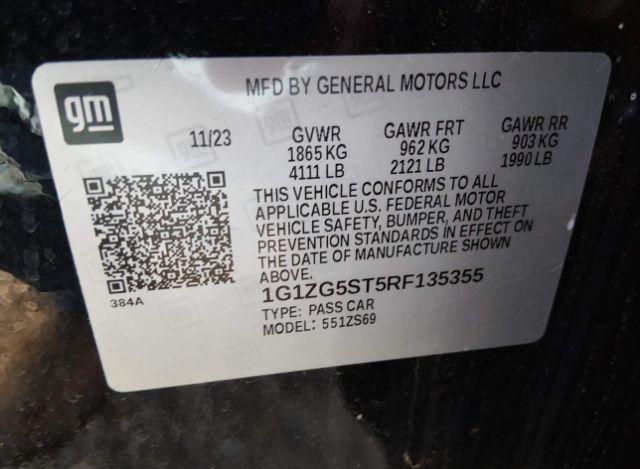 gm
MFD BY GENERAL MOTORS LLC
11/23 GVWR GAWR FRT GAWR RR
1865 KG 962 KG 903 KG
4111 LB 2121 LB 1990 LB
THIS VEHICLE CONFORMS TO ALL
APPLICABLE U.S. FEDERAL MOTOR
VEHICLE SAFETY, BUMPER, AND THEFT
PREVENTION STANDARDS IN EFFECT ON
THE DATE OF MANUFACTURE SHOWN
ABOVE.
384A
1G1ZG5ST5RF135355
TYPE: PASS CAR
MODEL: 551ZS69